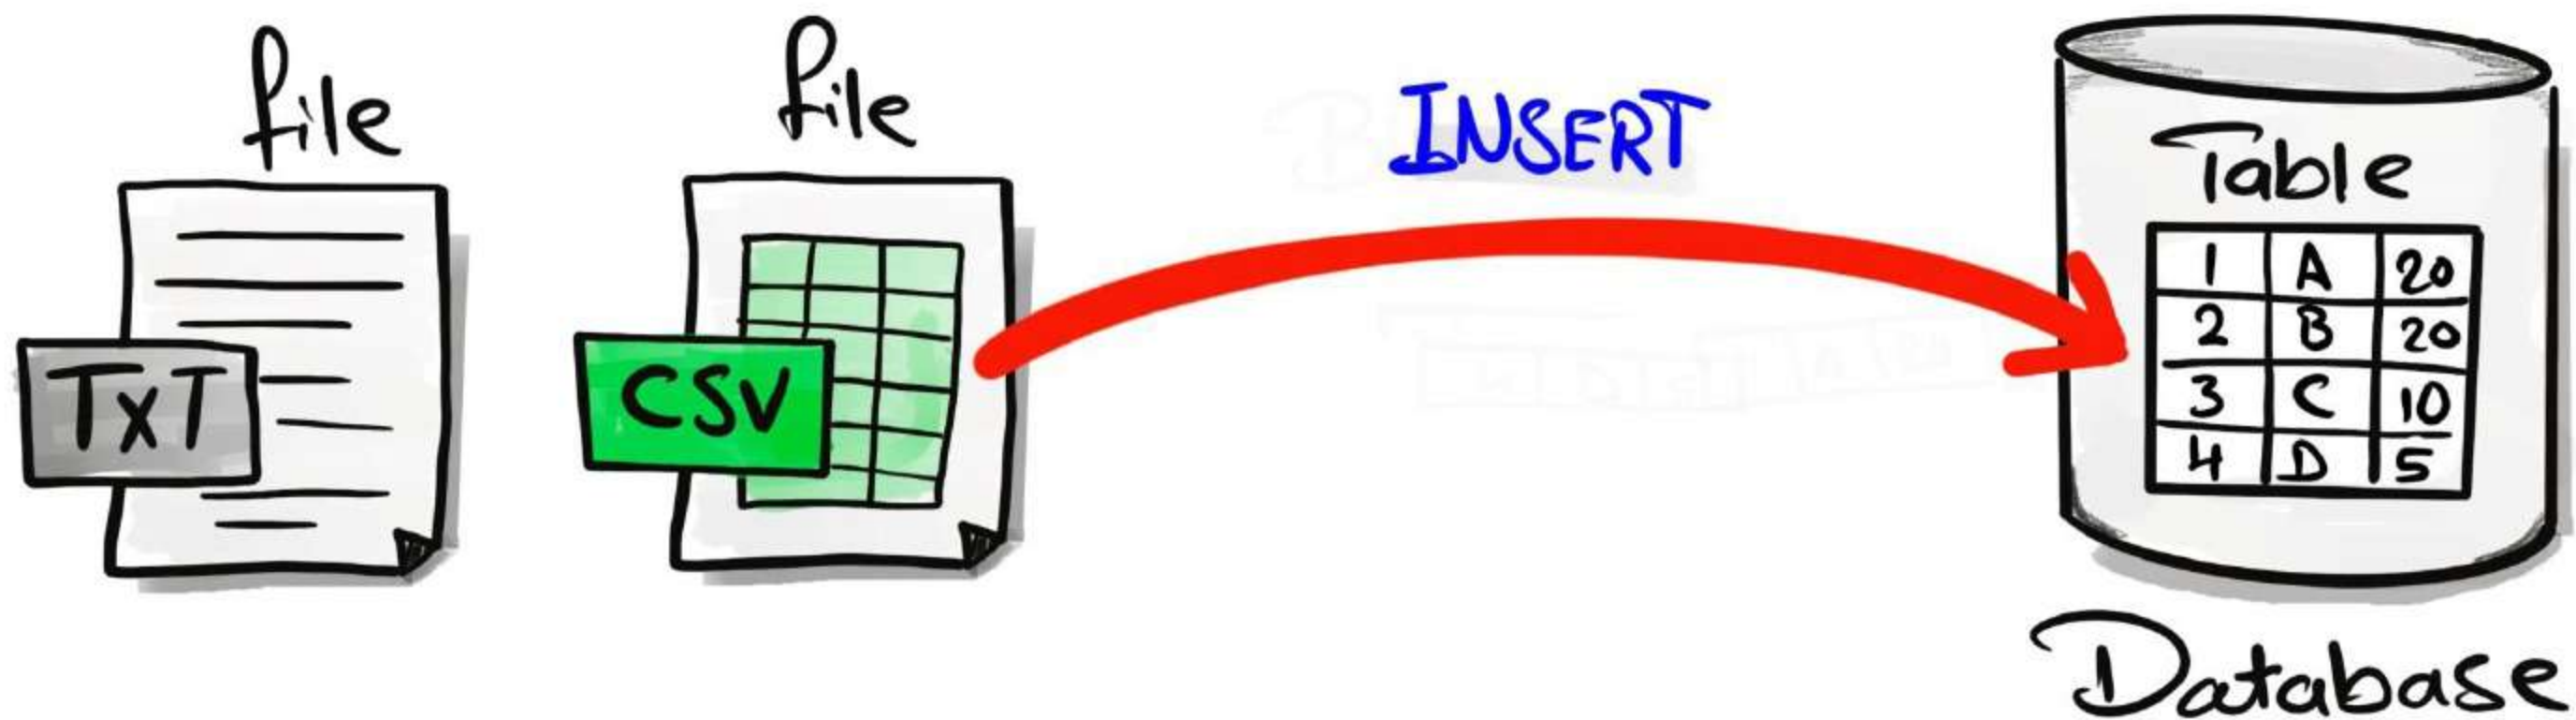 file
TXT
file
CSV
INSERT
Table
1 A 20
2 B 20
3 C 10
4 D 5
Database